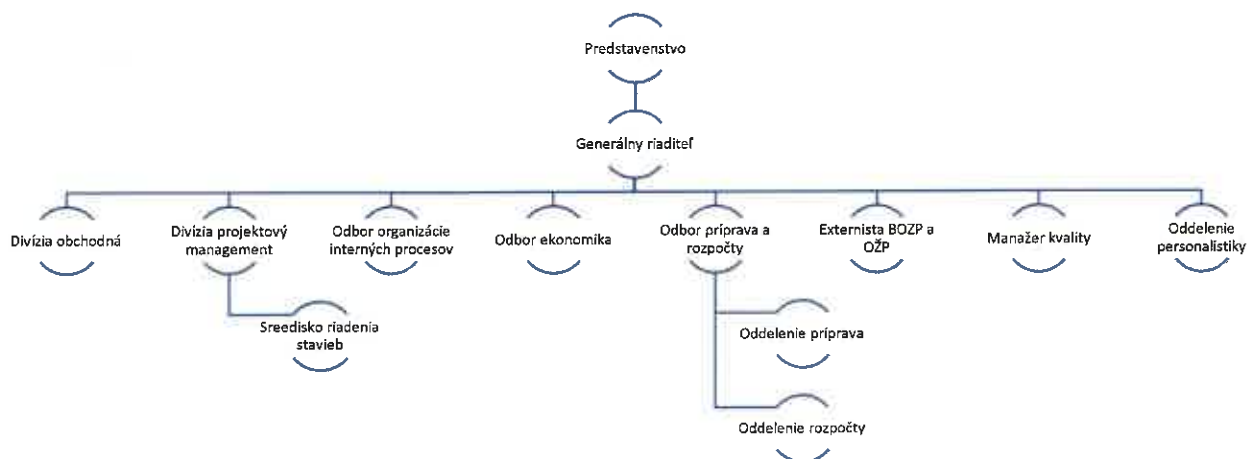 Predstavenstvo
Generálny riaditeľ
Divízia obchodná
Divízia projektový
management
Odbor organizácie
interných procesov
Odbor ekonomika
Odbor príprava a
rozpočty
Externista BOZP a
OŽP
Manažer kvality
Oddelenie
personalistiky
Sreedisko riadenia
stavieb
Oddelenie príprava
Oddelenie rozpočty